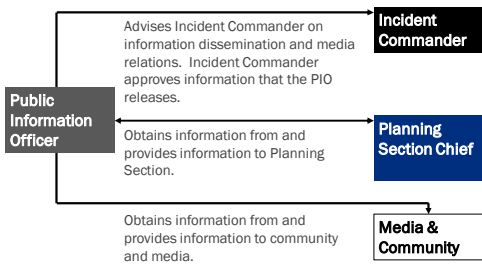 Advises Incident Commander on
information dissemination and media
relations.  Incident Commander
approves information that the PIO
releases.
Incident
Commander
Public
Information
Officer
Obtains information from and
provides information to Planning
Section.
Planning
Section Chief
Obtains information from and
provides information to community
and media.
Media &
Community